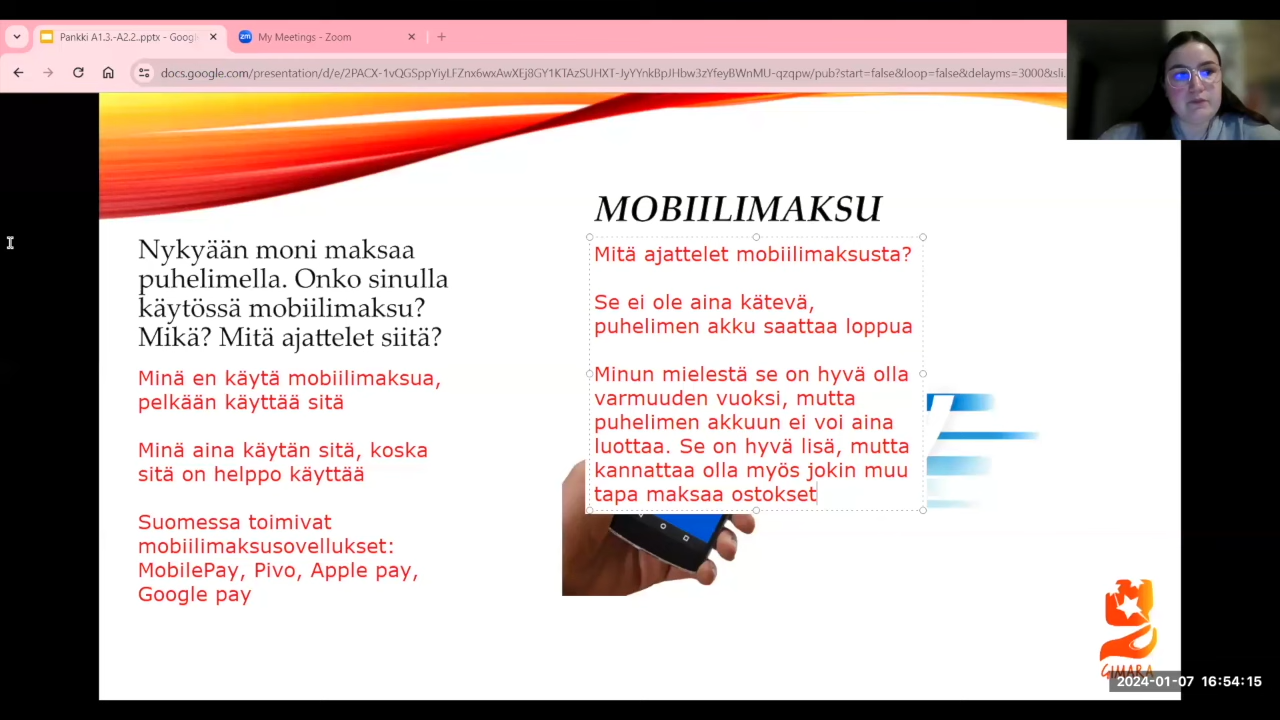 Pankki A1.3.-A2.2..pptx - Goog
My Meetings - Zoom
docs.google.com/presentation/d/e/2PACX-1vQGSppYiyLFZnx6wxAwXEj8GY1KTAzSUHXT-JyYYnkBpJHbw3zYfeyBWnMU-qzqpw/pub?start=false&loop=false&delayms=3000&sli.
MOBIILIMAKSU
Nykyään moni maksaa
puhelimella. Onko sinulla
käytössä mobiilimaksu?
Mikä? Mitä ajattelet siitä?
Minä en käytä mobiilimaksua,
pelkään käyttää sitä
Minä aina käytän sitä, koska
sitä on helppo käyttää
Suomessa toimivat
mobiilimaksusovellukset:
MobilePay, Pivo, Apple pay,
Google pay
Mitä ajattelet mobiilimaksusta?
Se ei ole aina kätevä,
puhelimen akku saattaa loppua
Minun mielestä se on hyvä olla
varmuuden vuoksi, mutta
puhelimen akkuun ei voi aina
luottaa. Se on hyvä lisä, mutta
kannattaa olla myös jokin muu
tapa maksaa ostokset
GIMARA
2024-01-07 16:54:15